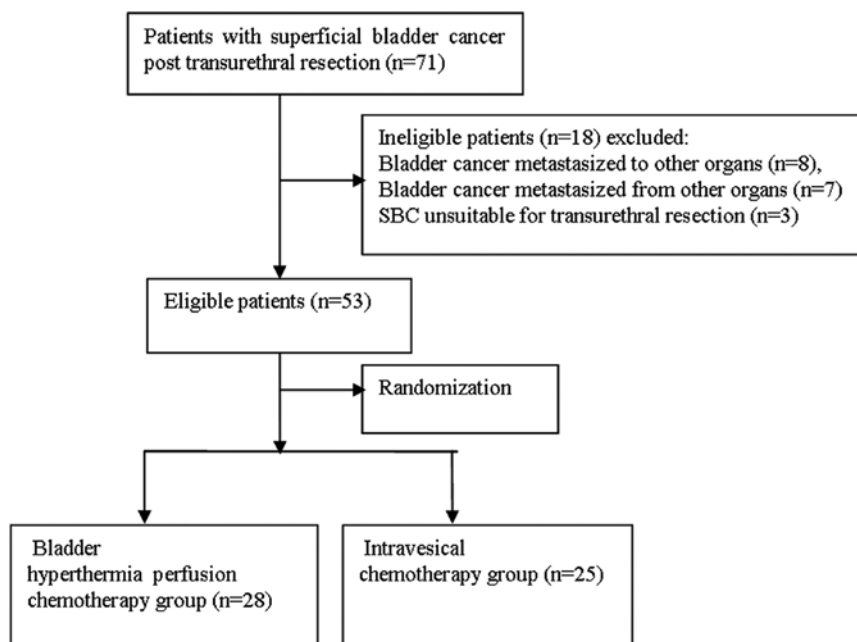 Patients with superficial bladder cancer
post transurethral resection (n=71)
Ineligible patients (n=18) excluded:
Bladder cancer metastasized to other organs (n=8),
Bladder cancer metastasized from other organs (n=7)
SBC unsuitable for transurethral resection (n=3)
Eligible patients (n=53)
Randomization
Bladder
hyperthermia perfusion
chemotherapy group (n=28)
Intravesical
chemotherapy group (n=25)